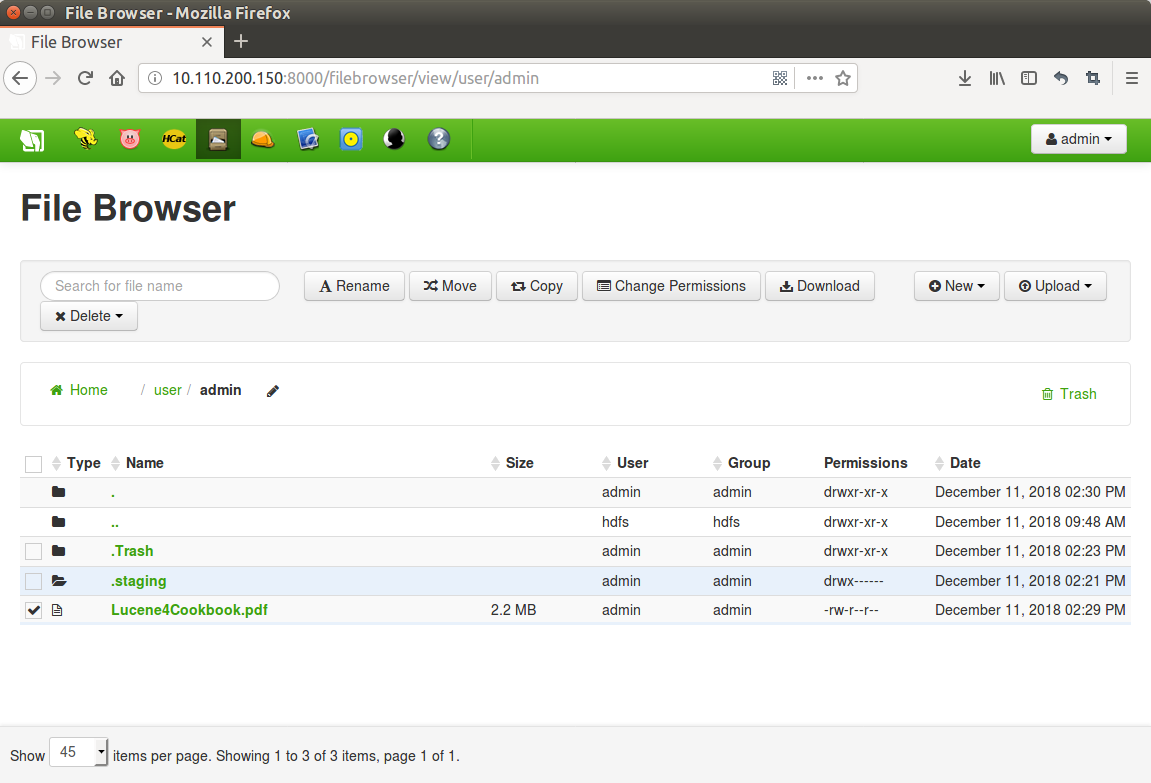 File Browser - Mozilla Firefox
File Browser
10.110.200.150:8000/filebrowser/view/user/admin
HCat
?
admin
File Browser
Search for file name
Rename
Move
Copy
Change Permissions
Download
New
Upload
Delete
Home / user / admin
Trash
Type Name Size User Group Permissions Date
. admin admin drwxr-xr-x December 11, 2018 02:30 PM
.. hdfs hdfs drwxr-xr-x December 11, 2018 09:48 AM
.Trash admin admin drwxr-xr-x December 11, 2018 02:23 PM
.staging admin admin drwx------ December 11, 2018 02:21 PM
Lucene4Cookbook.pdf 2.2 MB admin admin -rw-r--r-- December 11, 2018 02:29 PM
Show 45 items per page. Showing 1 to 3 of 3 items, page 1 of 1.